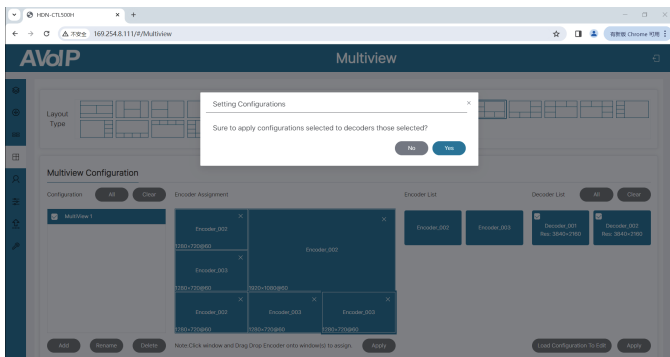 HDN-CTL500H
不安全
169.254.8.111/#/Multiview
有新版 Chrome 可用
AVoIP
Multiview
Layout
Type
Setting Configurations
Sure to apply configurations selected to decoders those selected?
No
Yes
Multiview Configuration
Configuration
All
Clear
Encoder Assignment
Encoder List
Decoder List
All
Clear
MultiView 1
Encoder_002
1280×720@60
Encoder_002
1920×1080@60
Encoder_003
1280×720@60
Encoder_002
1280×720@60
Encoder_003
1280×720@60
Encoder_003
1280×720@60
Encoder_002
Encoder_003
Decoder_001
Res: 3840×2160
Decoder_002
Res: 3840×2160
Add
Rename
Delete
Note:Click window and Drag Drop Encoder onto window(s) to assign.
Apply
Load Configuration To Edit
Apply